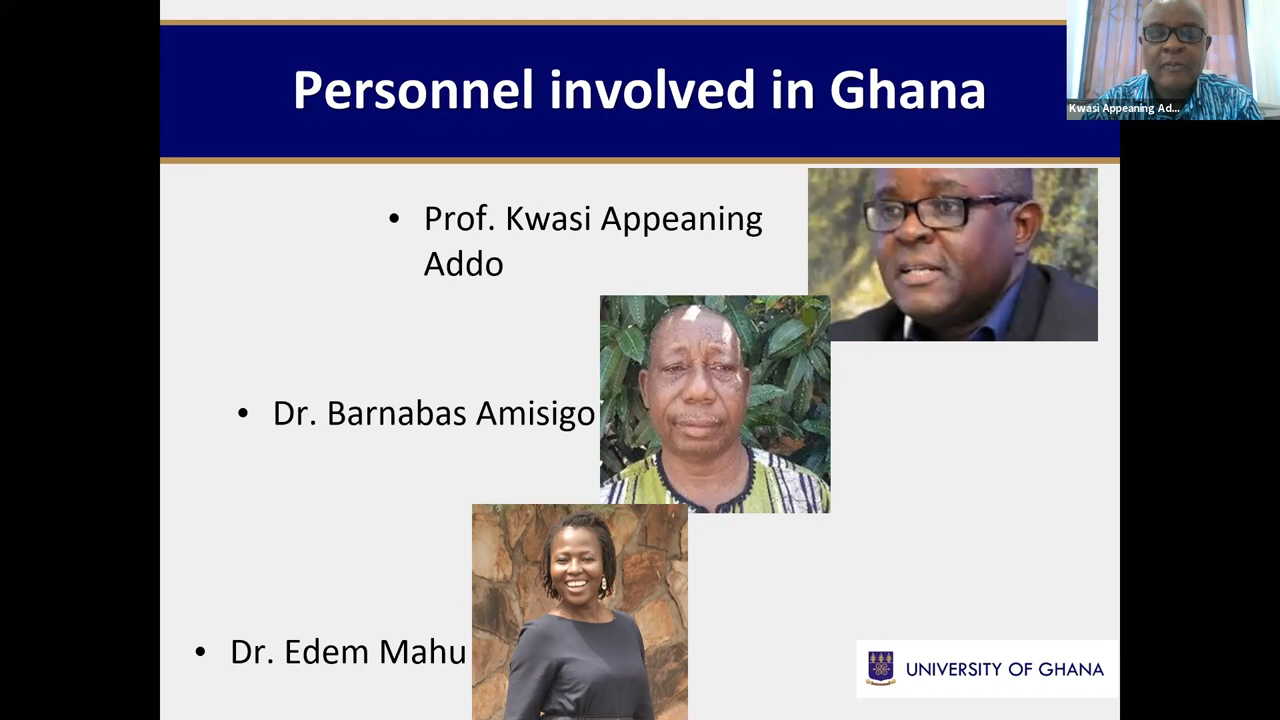 Personnel involved in Ghana
Kwasi Appeaning Ad...
• Prof. Kwasi Appeaning
Addo
• Dr. Barnabas Amisigo
• Dr. Edem Mahu
UNIVERSITY OF GHANA